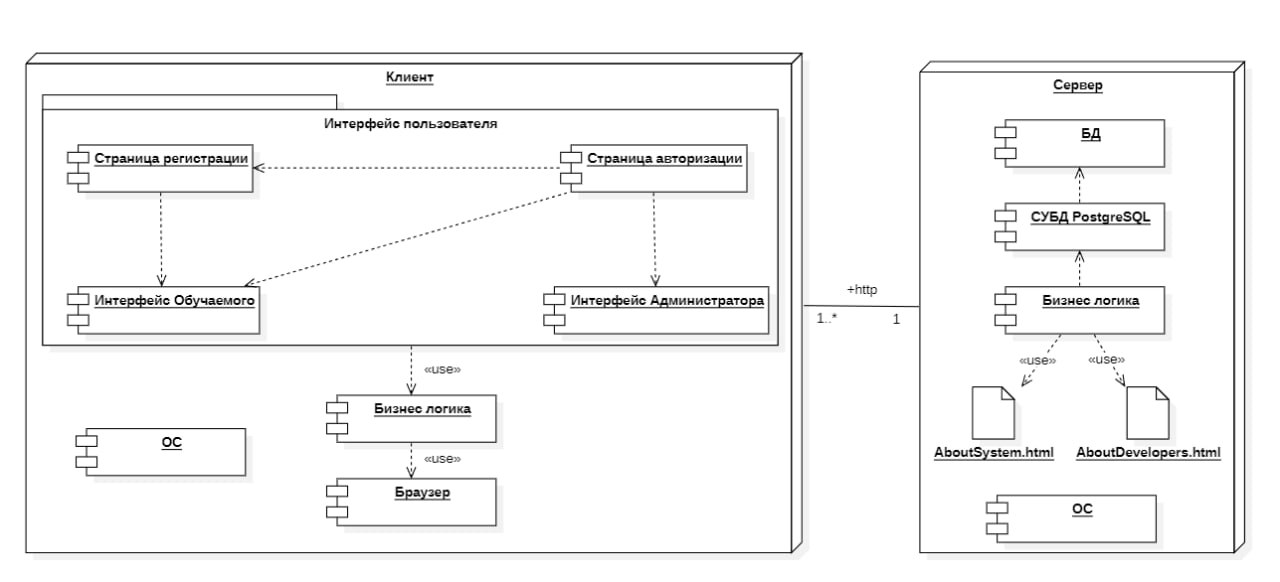 Клиент
Интерфейс пользователя
Страница регистрации
Страница авторизации
Интерфейс Обучаемого
Интерфейс Администратора
«use»
Бизнес логика
ОС
«use»
Браузер
+http
1..*
1
Сервер
БД
СУБД PostgreSQL
Бизнес логика
«use»
«use»
AboutSystem.html
AboutDevelopers.html
ОС